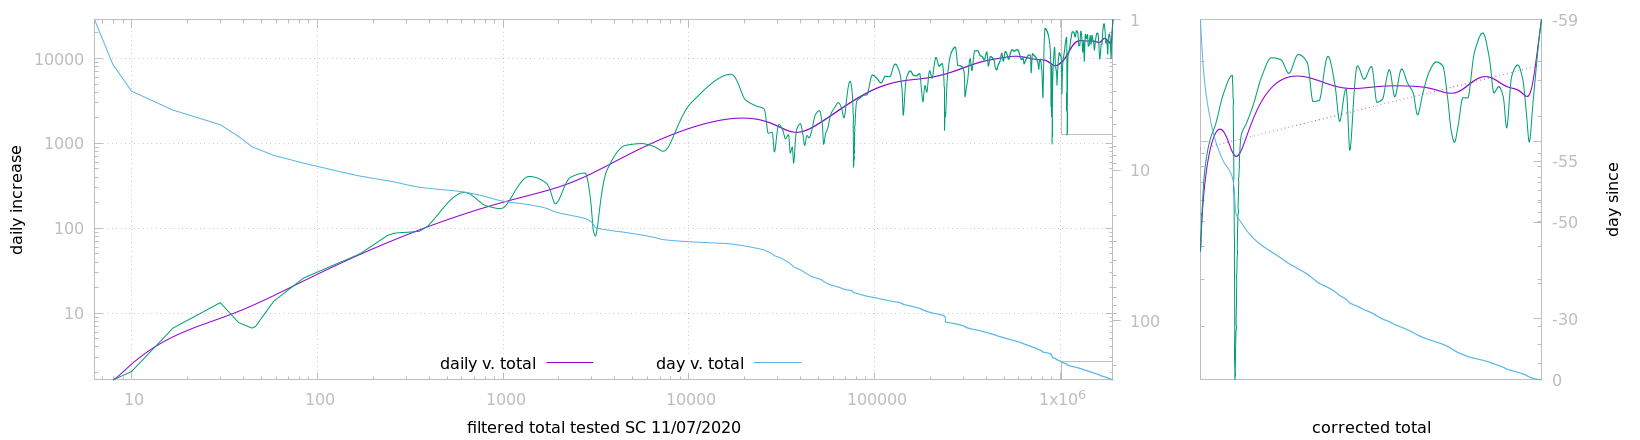 daily increase
10000
1000
100
10
10
100
1000
10000
100000
1x10^6
1
10
100
daily v. total
day v. total
filtered total tested SC 11/07/2020
-59
-55
-50
-30
0
day since
corrected total